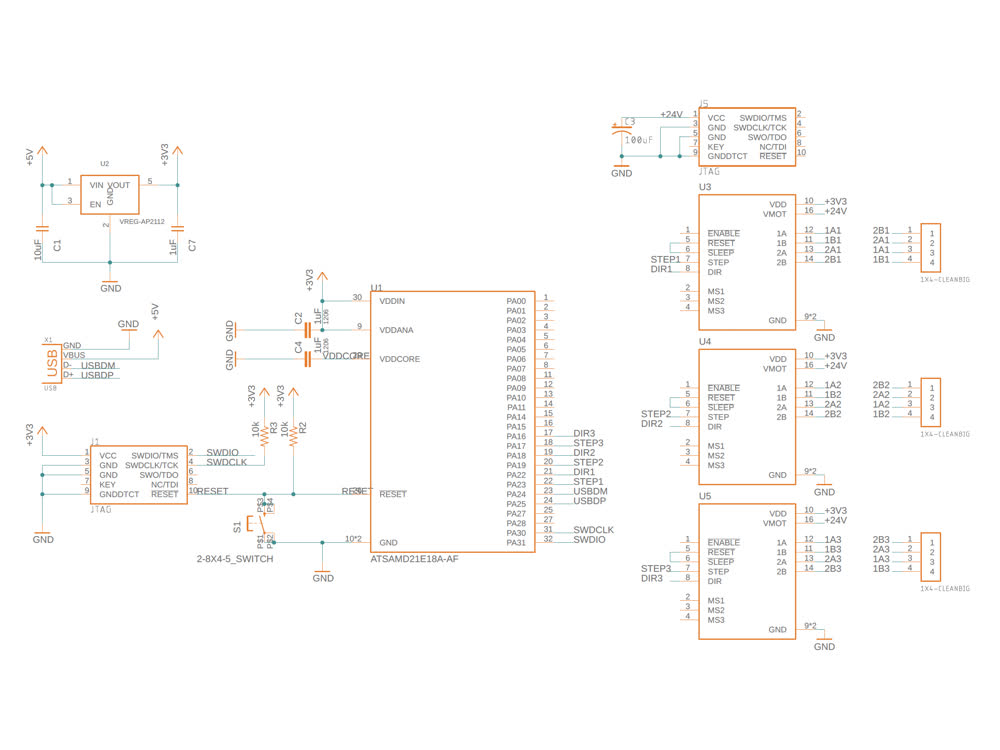 +5V
U2
+3V3
1
VIN
VOUT
5
3
EN
GND
2
VREG-AP2112
10uF
C1
1uF
C7
GND
GND
+5V
X1
USB
GND
VBUS
D- USBDM
D+ USBDP
USB
+3V3
J1
1 VCC SWDIO/TMS 2 SWDIO
3 GND SWDCLK/TCK 4 SWDCLK
5 GND SWO/TDO 6
7 KEY NC/TDI 8
9 GNDDTCT RESET 10 RESET
JTAG
GND
+3V3
+3V3
10k
R3
10k
R2
S1
P$3
P$4
P$1
P$2
2-8X4-5_SWITCH
GND
+3V3
GND
C2
1uF
1206
GND
C4
1uF
1206
VDDCORE
U1
30 VDDIN
9 VDDANA
VDDCORE
RESET
RESET
10*2 GND
ATSAMD21E18A-AF
PA00 1
PA01 2
PA02 3
PA03 4
PA04 5
PA05 6
PA06 7
PA07 8
PA08 11
PA09 12
PA10 13
PA11 14
PA14 15
PA15 16
PA16 17 DIR3
PA17 18 STEP3
PA18 19 DIR2
PA19 20 STEP2
PA22 21 DIR1
PA23 22 STEP1
PA24 23 USBDM
PA25 24 USBDP
PA27 25
PA28 27
PA30 31 SWDCLK
PA31 32 SWDIO
J5
+24V
C3
100uF
GND
1 VCC SWDIO/TMS 2
3 GND SWDCLK/TCK 4
5 GND SWO/TDO 6
7 KEY NC/TDI 8
9 GNDDTCT RESET 10
JTAG
U3
VDD 10 +3V3
VMOT 16 +24V
1 ENABLE 1A 12 1A1
5 RESET 1B 11 1B1
6 SLEEP 2A 13 2A1
STEP1 7 STEP 2B 14 2B1
DIR1 8 DIR
2 MS1
3 MS2
4 MS3
GND 9*2
GND
2B1 1 1
2A1 2 2
1A1 3 3
1B1 4 4
1X4-CLEANBIG
U4
VDD 10 +3V3
VMOT 16 +24V
1 ENABLE 1A 12 1A2
5 RESET 1B 11 1B2
6 SLEEP 2A 13 2A2
STEP2 7 STEP 2B 14 2B2
DIR2 8 DIR
2 MS1
3 MS2
4 MS3
GND 9*2
GND
2B2 1 1
2A2 2 2
1A2 3 3
1B2 4 4
1X4-CLEANBIG
U5
VDD 10 +3V3
VMOT 16 +24V
1 ENABLE 1A 12 1A3
5 RESET 1B 11 1B3
6 SLEEP 2A 13 2A3
STEP3 7 STEP 2B 14 2B3
DIR3 8 DIR
2 MS1
3 MS2
4 MS3
GND 9*2
GND
2B3 1 1
2A3 2 2
1A3 3 3
1B3 4 4
1X4-CLEANBIG